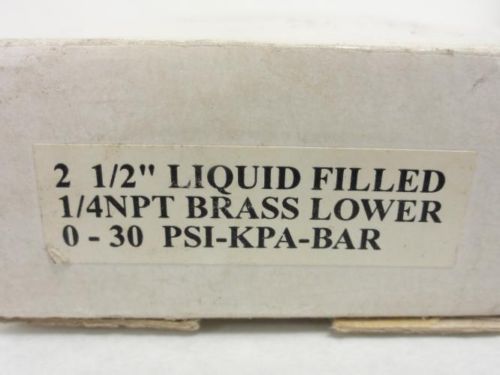 2 1/2" LIQUID FILLED
1/4NPT BRASS LOWER
0 - 30 PSI-KPA-BAR